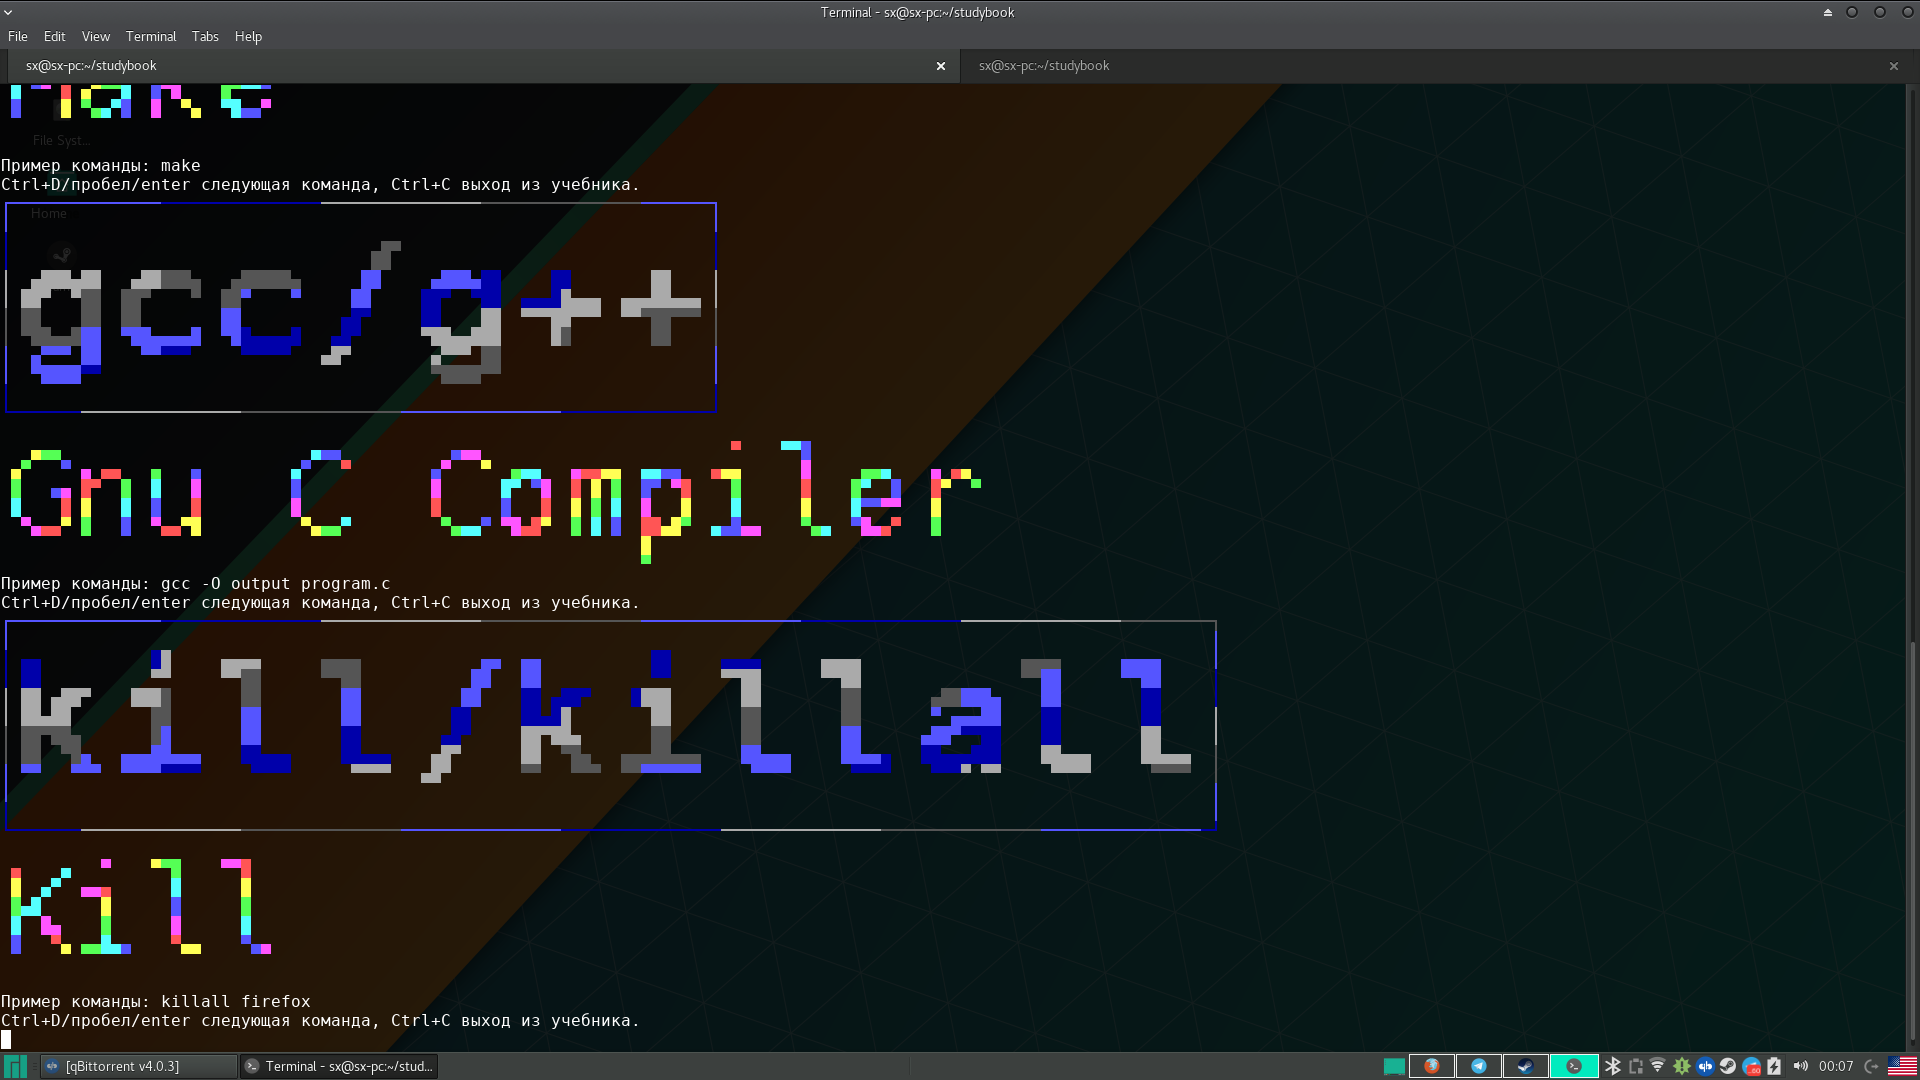 Terminal - sx@sx-pc:~/studybook
File Edit View Terminal Tabs Help
sx@sx-pc:~/studybook
sx@sx-pc:~/studybook
Make
File Syst...
Пример команды: make
Ctrl+D/пробел/enter следующая команда, Ctrl+C выход из учебника.
Home
gcc/g++
Gnu C Compiler
Пример команды: gcc -O output program.c
Ctrl+D/пробел/enter следующая команда, Ctrl+C выход из учебника.
kill/killall
Kill
Пример команды: killall firefox
Ctrl+D/пробел/enter следующая команда, Ctrl+C выход из учебника.
[qBittorrent v4.0.3]
Terminal - sx@sx-pc:~/stud...
00:07